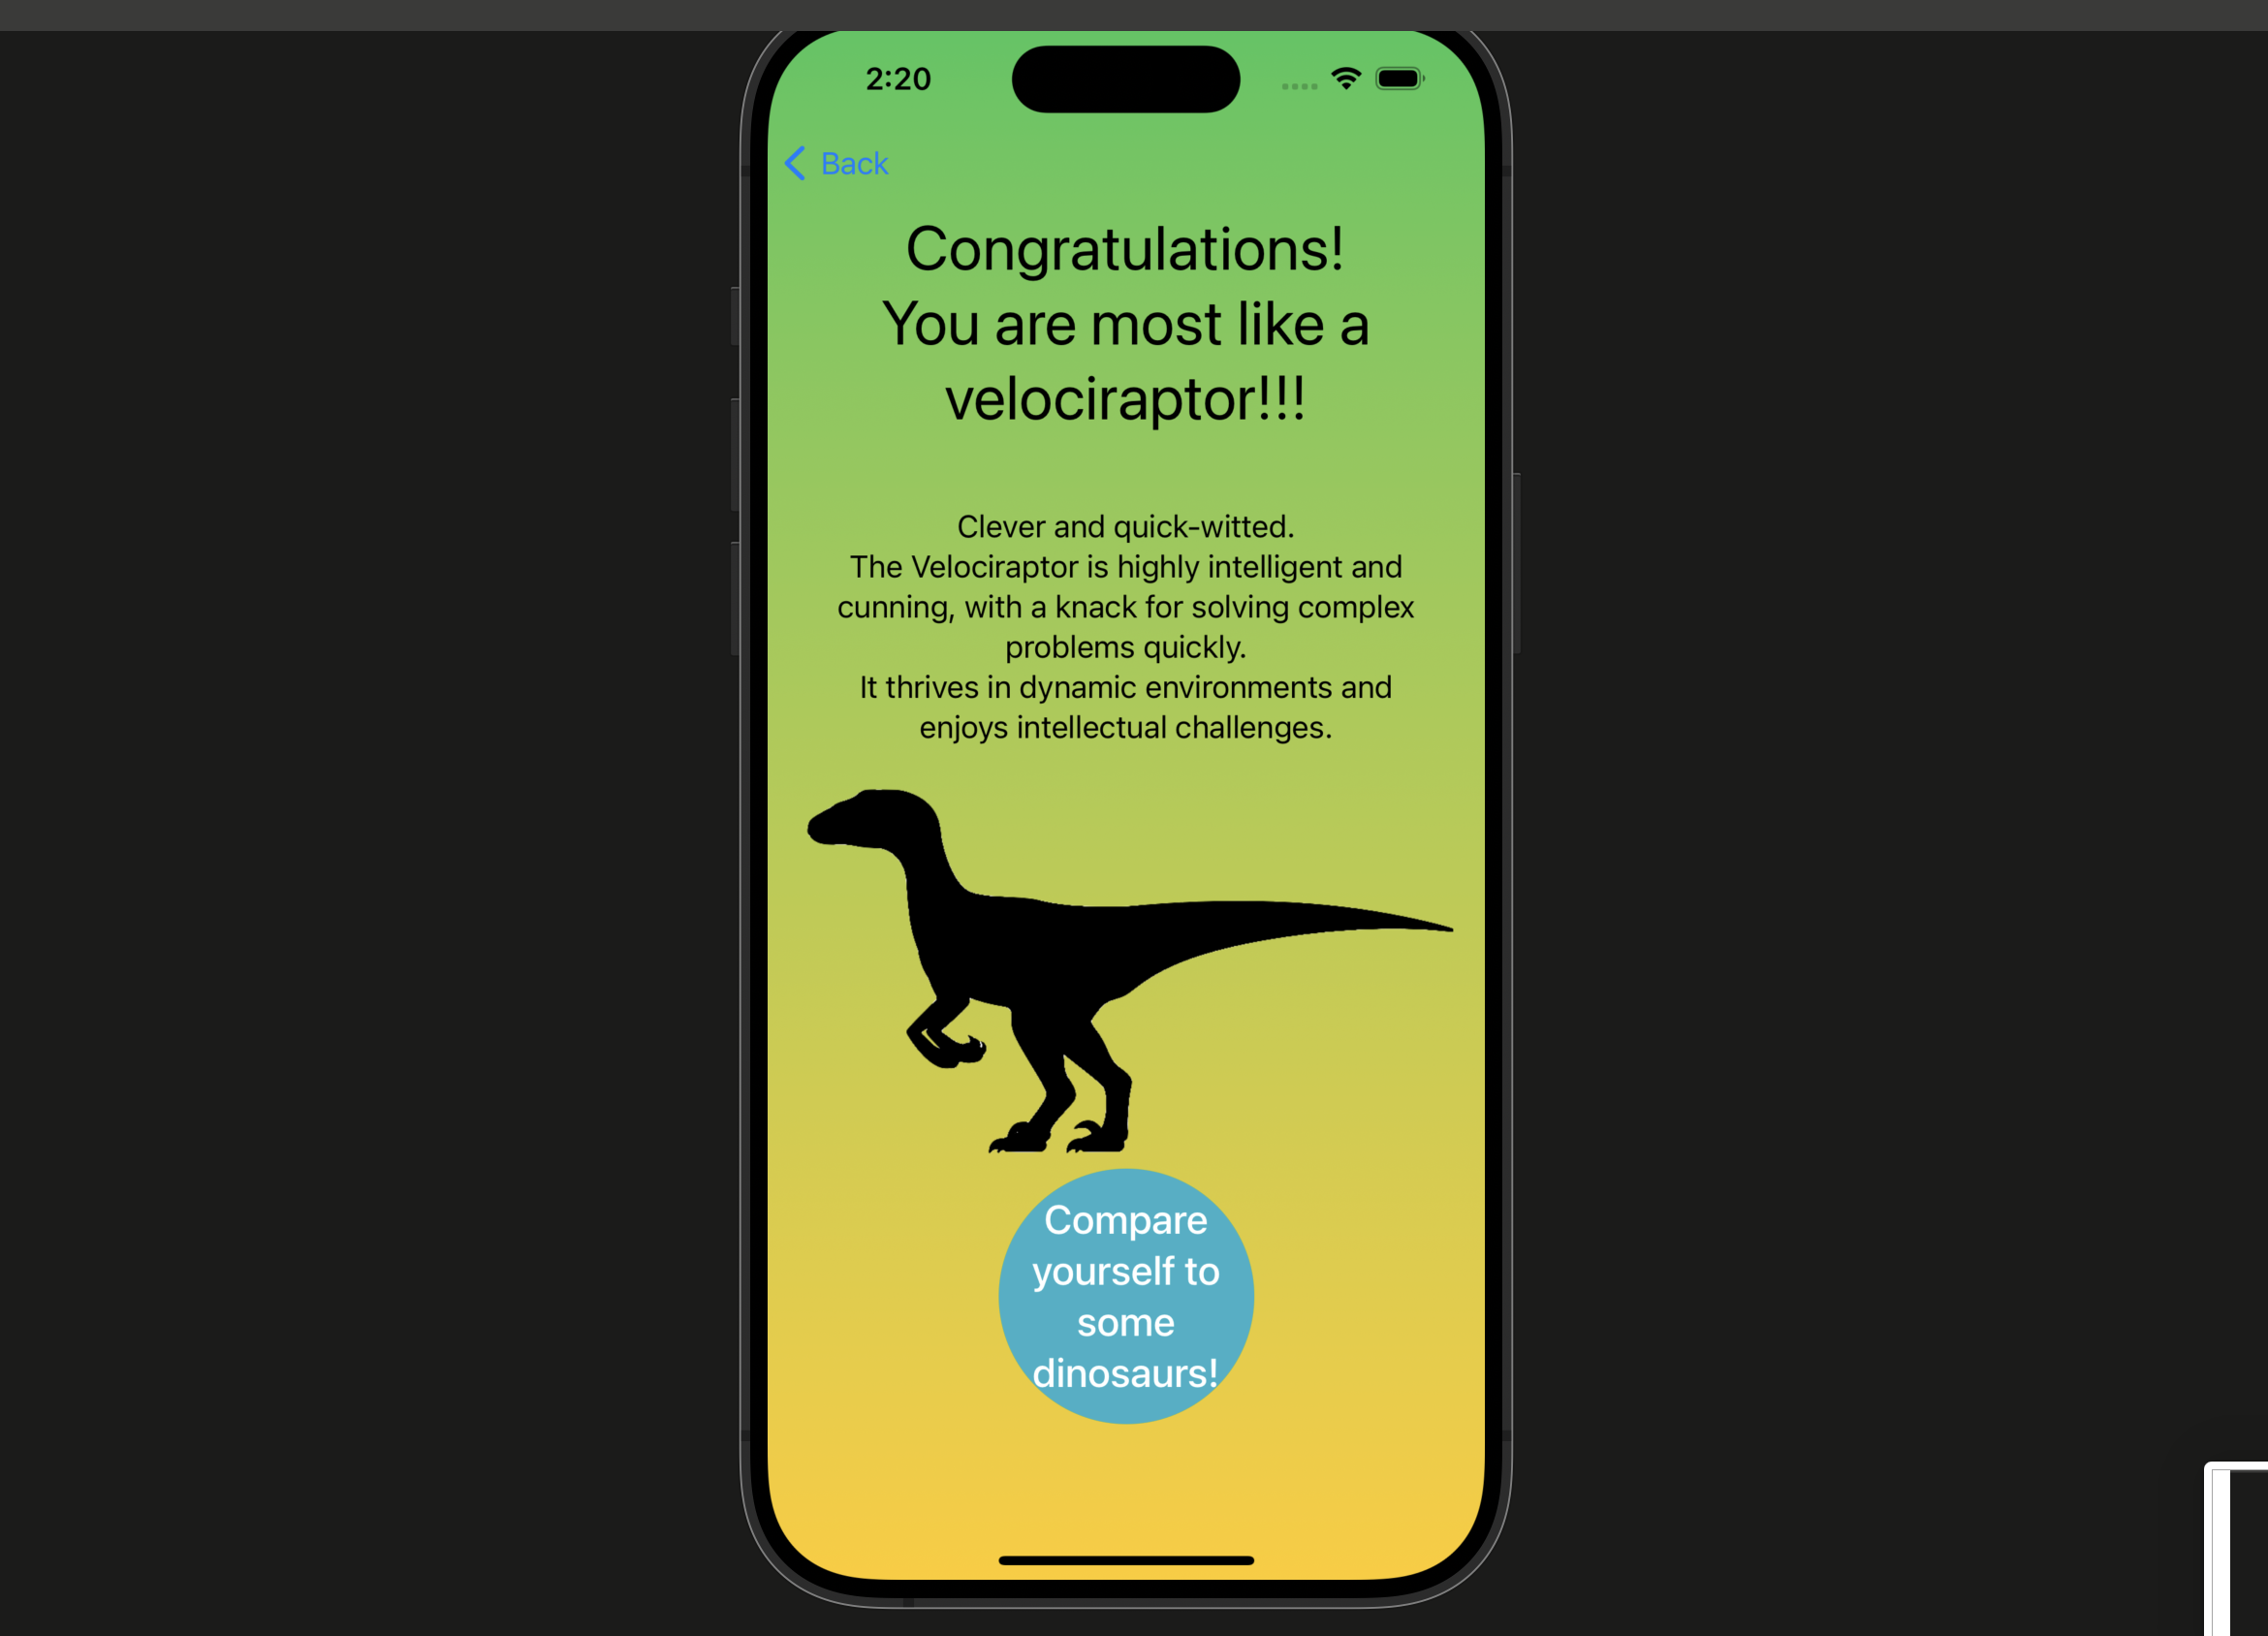 2:20
Back
Congratulations!
You are most like a
velociraptor!!!
Clever and quick-witted.
The Velociraptor is highly intelligent and
cunning, with a knack for solving complex
problems quickly.
It thrives in dynamic environments and
enjoys intellectual challenges.
Compare
yourself to
some
dinosaurs!